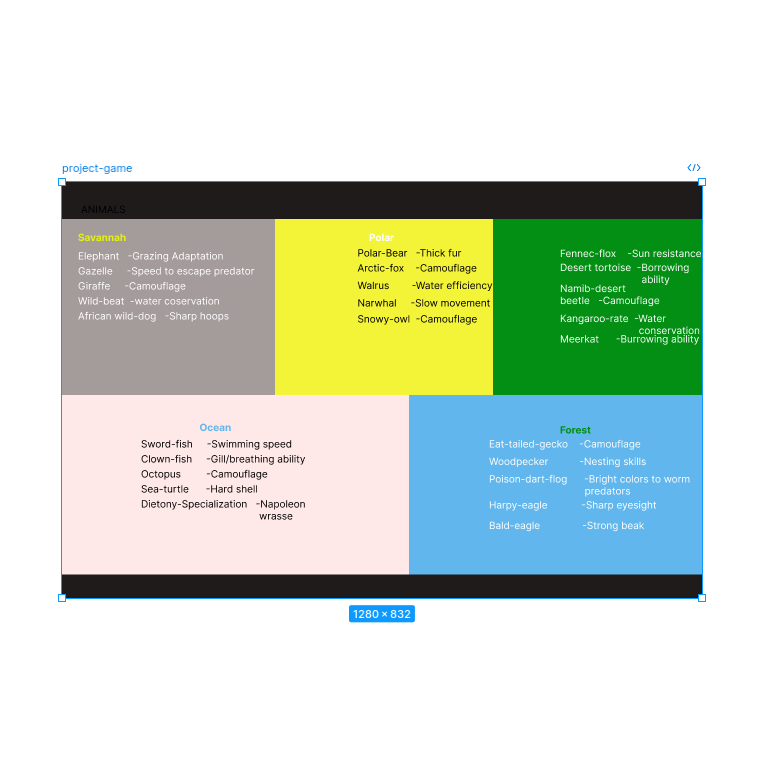 project-game
</>
ANIMALS
Savannah
Elephant -Grazing Adaptation
Gazelle -Speed to escape predator
Giraffe -Camouflage
Wild-beat -water coservation
African wild-dog -Sharp hoops
Polar
Polar-Bear -Thick fur
Arctic-fox -Camouflage
Walrus -Water efficiency
Narwhal -Slow movement
Snowy-owl -Camouflage
Fennec-flox -Sun resistance
Desert tortoise -Borrowing
ability
Namib-desert
beetle -Camouflage
Kangaroo-rate -Water
conservation
Meerkat -Burrowing ability
Ocean
Sword-fish -Swimming speed
Clown-fish -Gill/breathing ability
Octopus -Camouflage
Sea-turtle -Hard shell
Dietony-Specialization -Napoleon
wrasse
Forest
Eat-tailed-gecko -Camouflage
Woodpecker -Nesting skills
Poison-dart-flog -Bright colors to worm
predators
Harpy-eagle -Sharp eyesight
Bald-eagle -Strong beak
1280 × 832